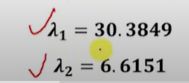 λ₁ = 30.3849
λ₂ = 6.6151